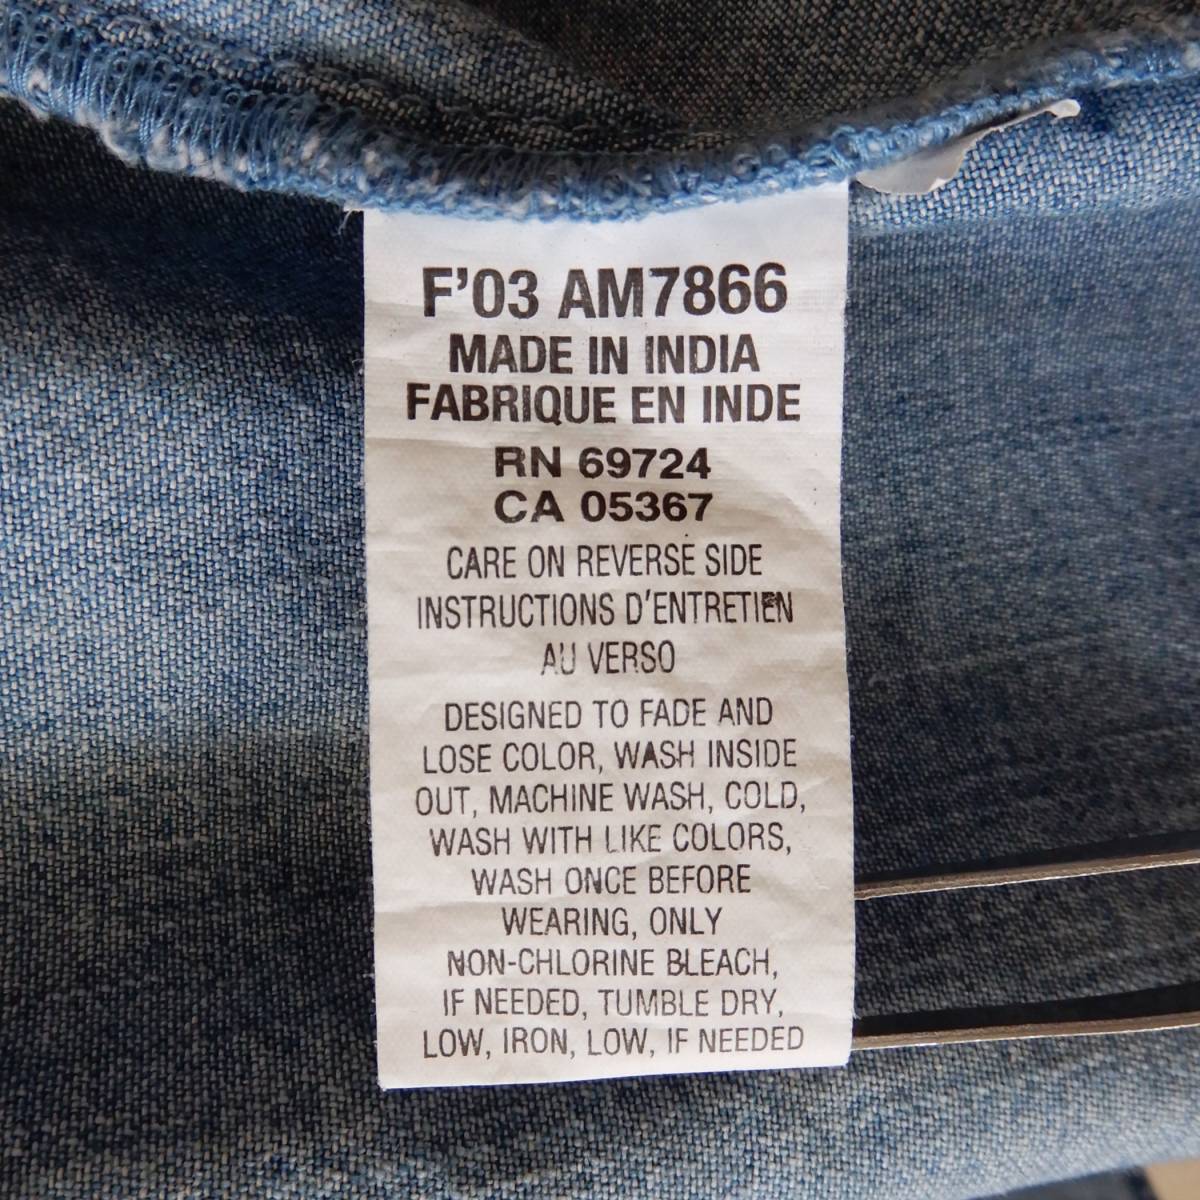 F'03 AM7866
MADE IN INDIA
FABRIQUE EN INDE
RN 69724
CA 05367
CARE ON REVERSE SIDE
INSTRUCTIONS D'ENTRETIEN
AU VERSO
DESIGNED TO FADE AND
LOSE COLOR, WASH INSIDE
OUT, MACHINE WASH, COLD,
WASH WITH LIKE COLORS,
WASH ONCE BEFORE
WEARING, ONLY
NON-CHLORINE BLEACH,
IF NEEDED, TUMBLE DRY,
LOW, IRON, LOW, IF NEEDED